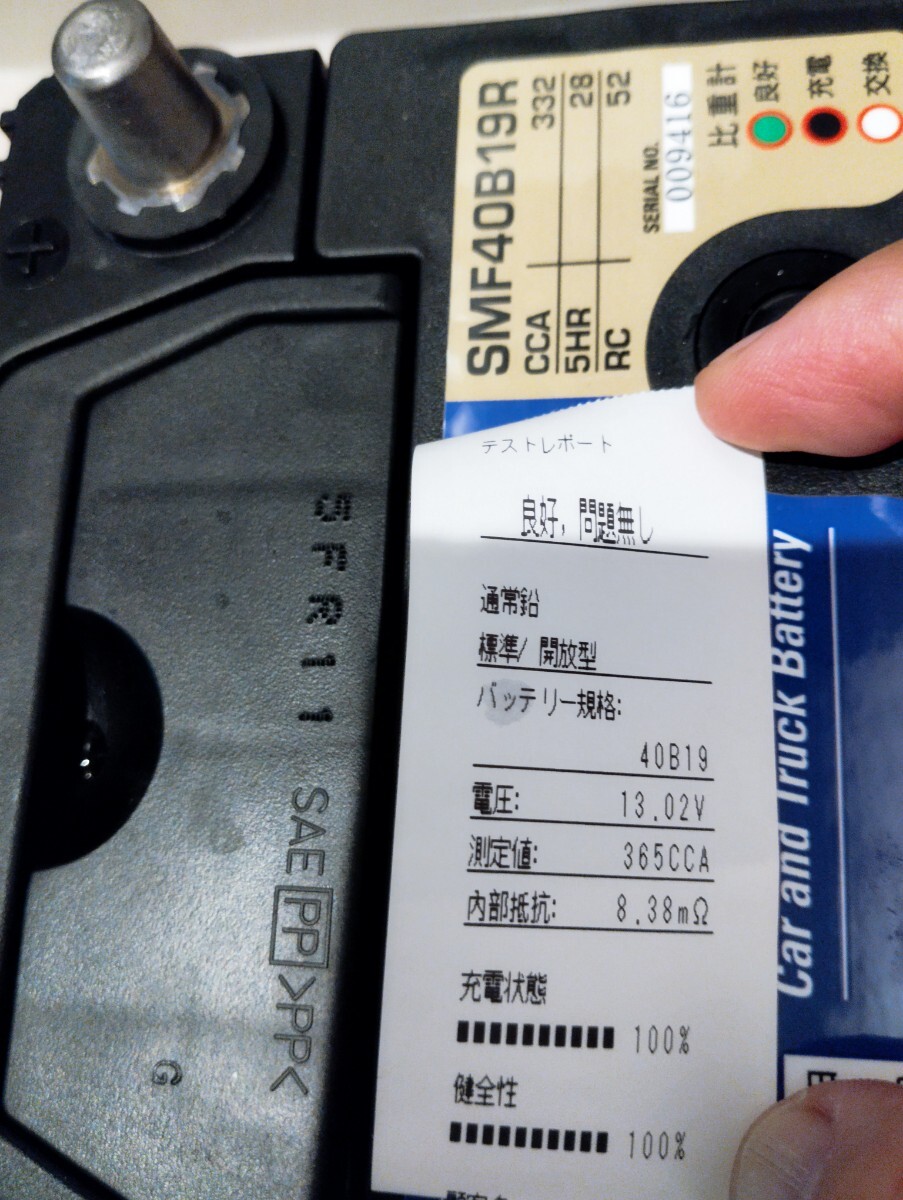 +
SMF40B19R
CCA 332
5HR 28
RC 52
SERIAL NO.
009416
比重計
良好
充電
交換
テストレポート
良好, 問題無し
通常鉛
標準/ 開放型
バッテリー規格:
40B19
電圧: 13.02V
測定値: 365CCA
内部抵抗: 8.38mΩ
充電状態
100%
健全性
100%
Car and Truck Battery
5FR11
SAE PP >PP<
G